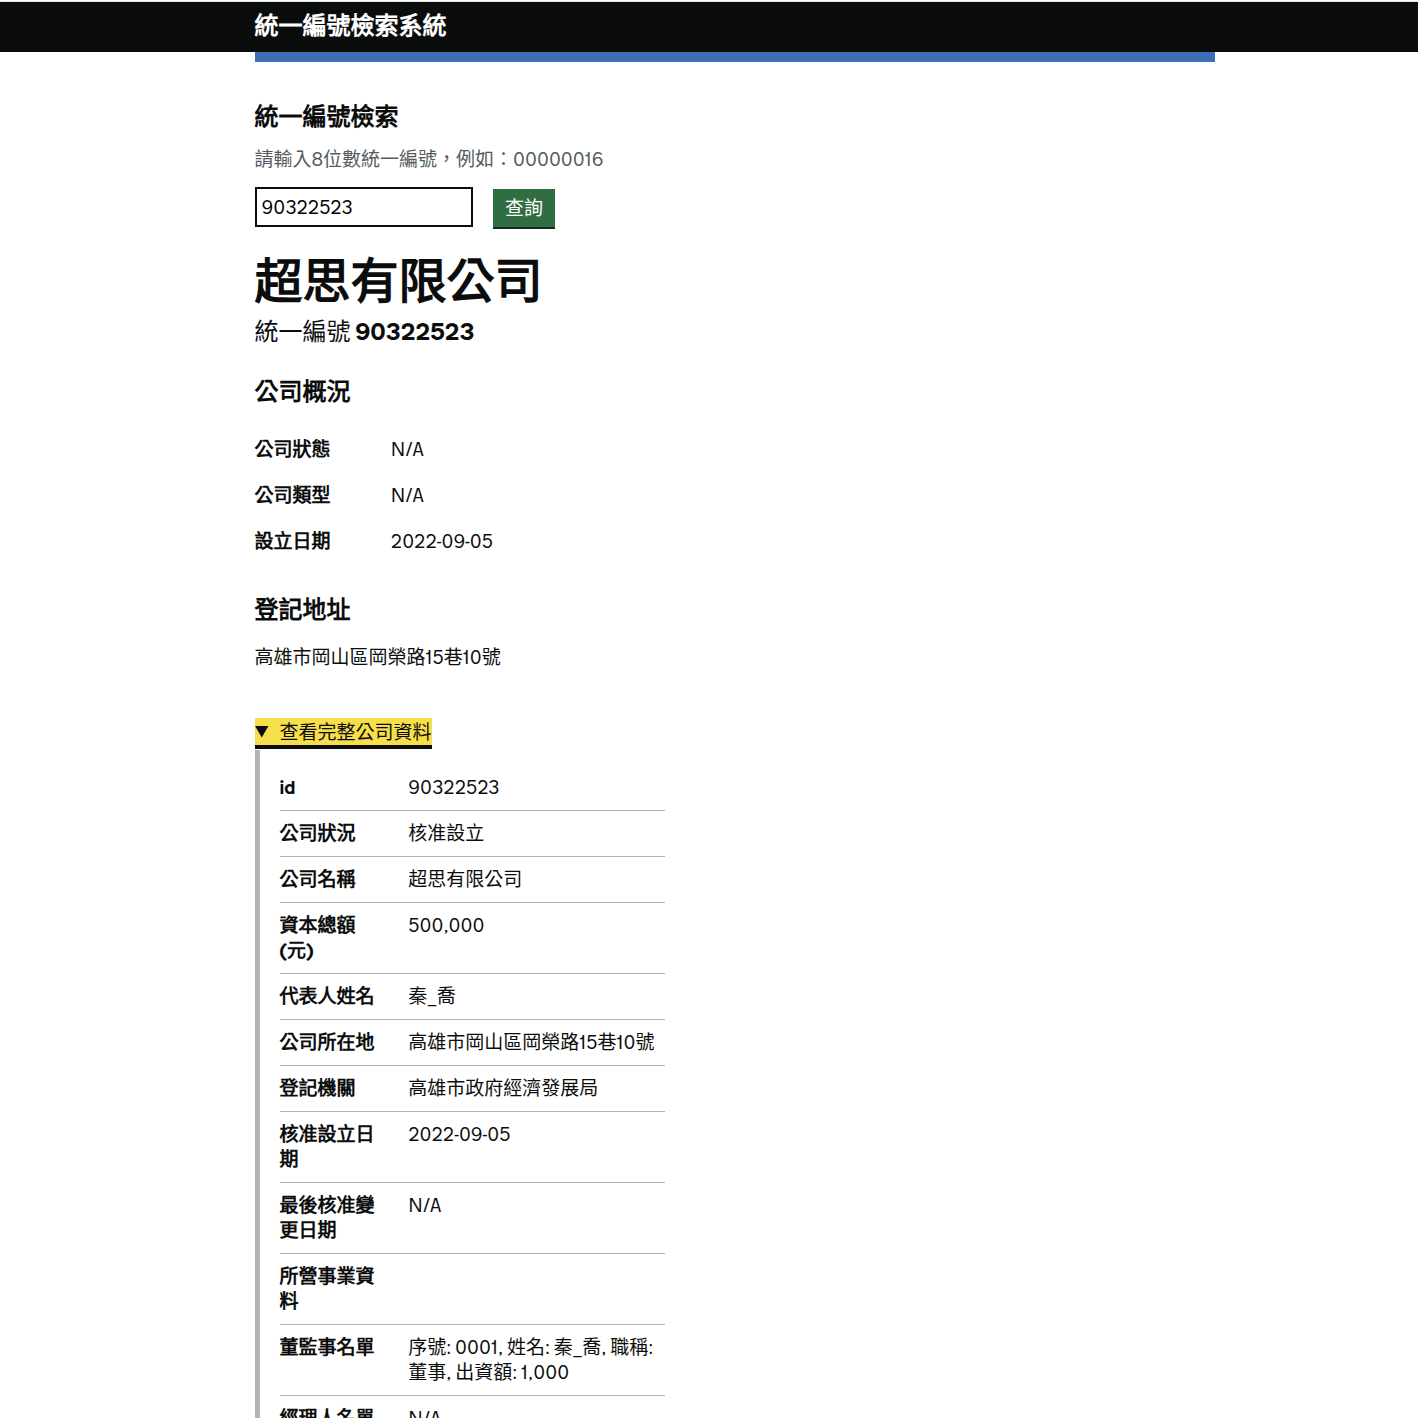 統一編號檢索系統
統一編號檢索
請輸入8位數統一編號，例如：00000016
90322523 查詢
超思有限公司
統一編號 90322523
公司概況
公司狀態 N/A
公司類型 N/A
設立日期 2022-09-05
登記地址
高雄市岡山區岡榮路15巷10號
▼ 查看完整公司資料
id 90322523
公司狀況 核准設立
公司名稱 超思有限公司
資本總額 500,000
(元)
代表人姓名 秦_喬
公司所在地 高雄市岡山區岡榮路15巷10號
登記機關 高雄市政府經濟發展局
核准設立日 2022-09-05
期
最後核准變 N/A
更日期
所營事業資
料
董監事名單 序號: 0001, 姓名: 秦_喬, 職稱:
董事, 出資額: 1,000
經理人名單 N/A